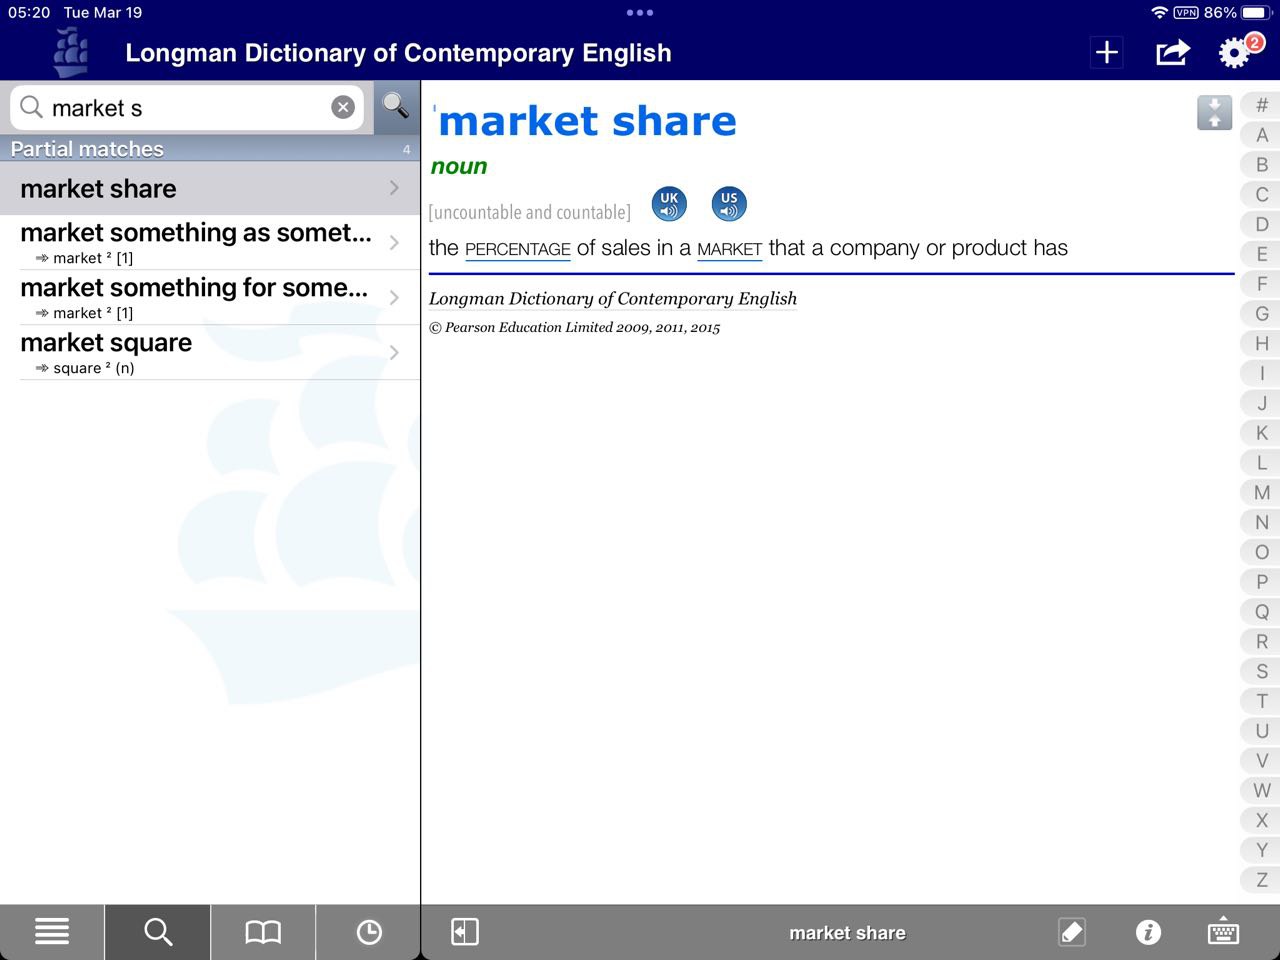 05:20 Tue Mar 19
VPN 86%
Longman Dictionary of Contemporary English
2
market s
Partial matches 4
market share
market something as somet...
⇒ market ² [1]
market something for some...
⇒ market ² [1]
market square
⇒ square ² (n)
ˈmarket share
noun
[uncountable and countable] UK US
the PERCENTAGE of sales in a MARKET that a company or product has
Longman Dictionary of Contemporary English
© Pearson Education Limited 2009, 2011, 2015
#
A
B
C
D
E
F
G
H
I
J
K
L
M
N
O
P
Q
R
S
T
U
V
W
X
Y
Z
market share